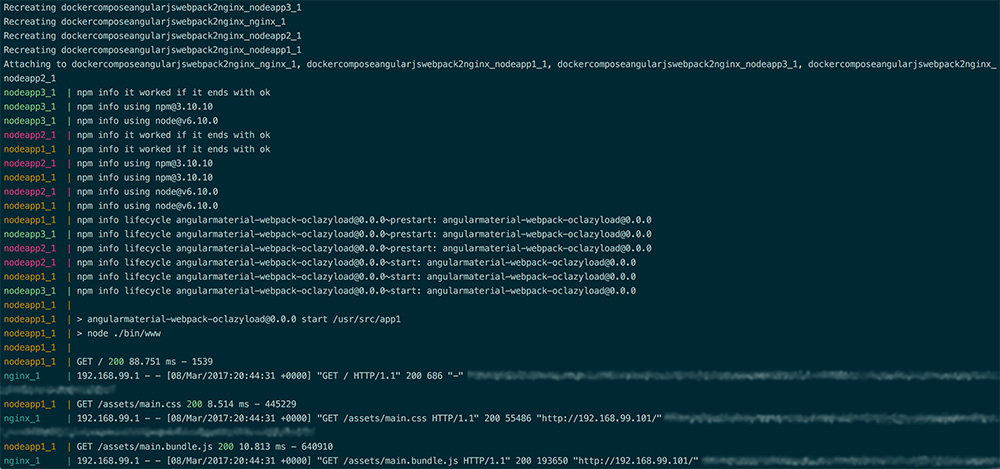 Recreating dockercomposeangularjswebpack2nginx_nodeapp3_1
Recreating dockercomposeangularjswebpack2nginx_nginx_1
Recreating dockercomposeangularjswebpack2nginx_nodeapp2_1
Recreating dockercomposeangularjswebpack2nginx_nodeapp1_1
Attaching to dockercomposeangularjswebpack2nginx_nginx_1, dockercomposeangularjswebpack2nginx_nodeapp1_1, dockercomposeangularjswebpack2nginx_nodeapp3_1, dockercomposeangularjswebpack2nginx_
nodeapp2_1
nodeapp3_1 | npm info it worked if it ends with ok
nodeapp3_1 | npm info using npm@3.10.10
nodeapp3_1 | npm info using node@v6.10.0
nodeapp2_1 | npm info it worked if it ends with ok
nodeapp1_1 | npm info it worked if it ends with ok
nodeapp2_1 | npm info using npm@3.10.10
nodeapp1_1 | npm info using npm@3.10.10
nodeapp2_1 | npm info using node@v6.10.0
nodeapp1_1 | npm info using node@v6.10.0
nodeapp1_1 | npm info lifecycle angularmaterial-webpack-oclazyload@0.0.0~prestart: angularmaterial-webpack-oclazyload@0.0.0
nodeapp3_1 | npm info lifecycle angularmaterial-webpack-oclazyload@0.0.0~prestart: angularmaterial-webpack-oclazyload@0.0.0
nodeapp2_1 | npm info lifecycle angularmaterial-webpack-oclazyload@0.0.0~prestart: angularmaterial-webpack-oclazyload@0.0.0
nodeapp2_1 | npm info lifecycle angularmaterial-webpack-oclazyload@0.0.0~start: angularmaterial-webpack-oclazyload@0.0.0
nodeapp1_1 | npm info lifecycle angularmaterial-webpack-oclazyload@0.0.0~start: angularmaterial-webpack-oclazyload@0.0.0
nodeapp3_1 | npm info lifecycle angularmaterial-webpack-oclazyload@0.0.0~start: angularmaterial-webpack-oclazyload@0.0.0
nodeapp1_1 |
nodeapp1_1 | > angularmaterial-webpack-oclazyload@0.0.0 start /usr/src/app1
nodeapp1_1 | > node ./bin/www
nodeapp1_1 |
nodeapp1_1 | GET / 200 88.751 ms - 1539
nginx_1 | 192.168.99.1 - - [08/Mar/2017:20:44:31 +0000] "GET / HTTP/1.1" 200 686 "-"
nodeapp1_1 | GET /assets/main.css 200 8.514 ms - 445229
nginx_1 | 192.168.99.1 - - [08/Mar/2017:20:44:31 +0000] "GET /assets/main.css HTTP/1.1" 200 55486 "http://192.168.99.101/"
nodeapp1_1 | GET /assets/main.bundle.js 200 10.813 ms - 640910
nginx_1 | 192.168.99.1 - - [08/Mar/2017:20:44:31 +0000] "GET /assets/main.bundle.js HTTP/1.1" 200 193650 "http://192.168.99.101/"